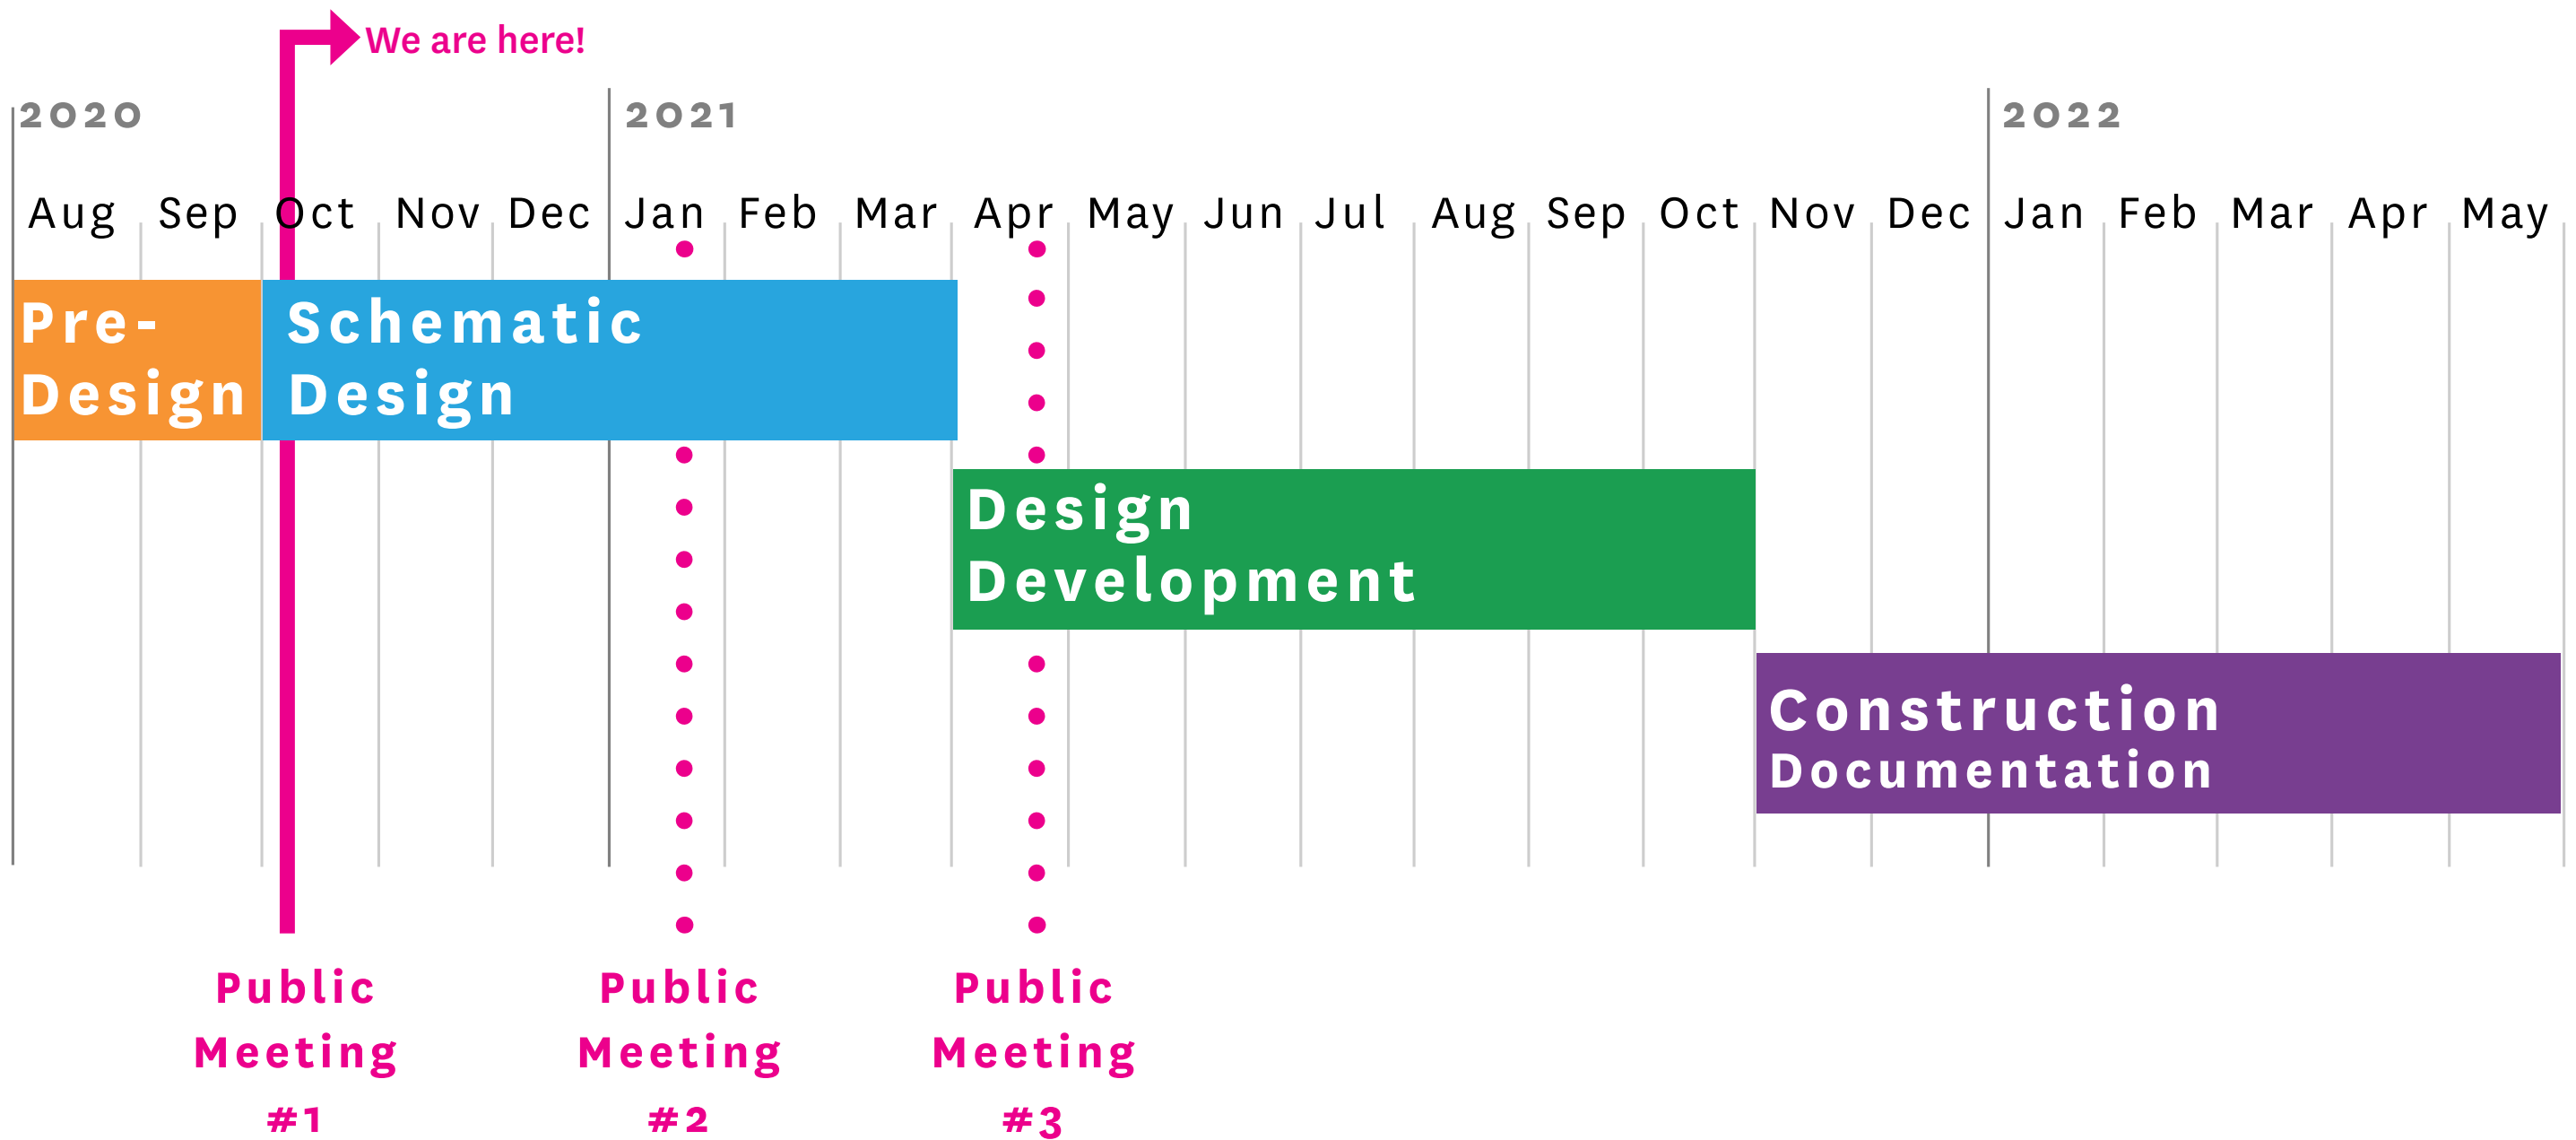 We are here!
2020 2021 2022
Aug Sep Oct Nov Dec Jan Feb Mar Apr May Jun Jul Aug Sep Oct Nov Dec Jan Feb Mar Apr May
Pre-
Design
Schematic
Design
Design
Development
Construction
Documentation
Public
Meeting
#1
Public
Meeting
#2
Public
Meeting
#3